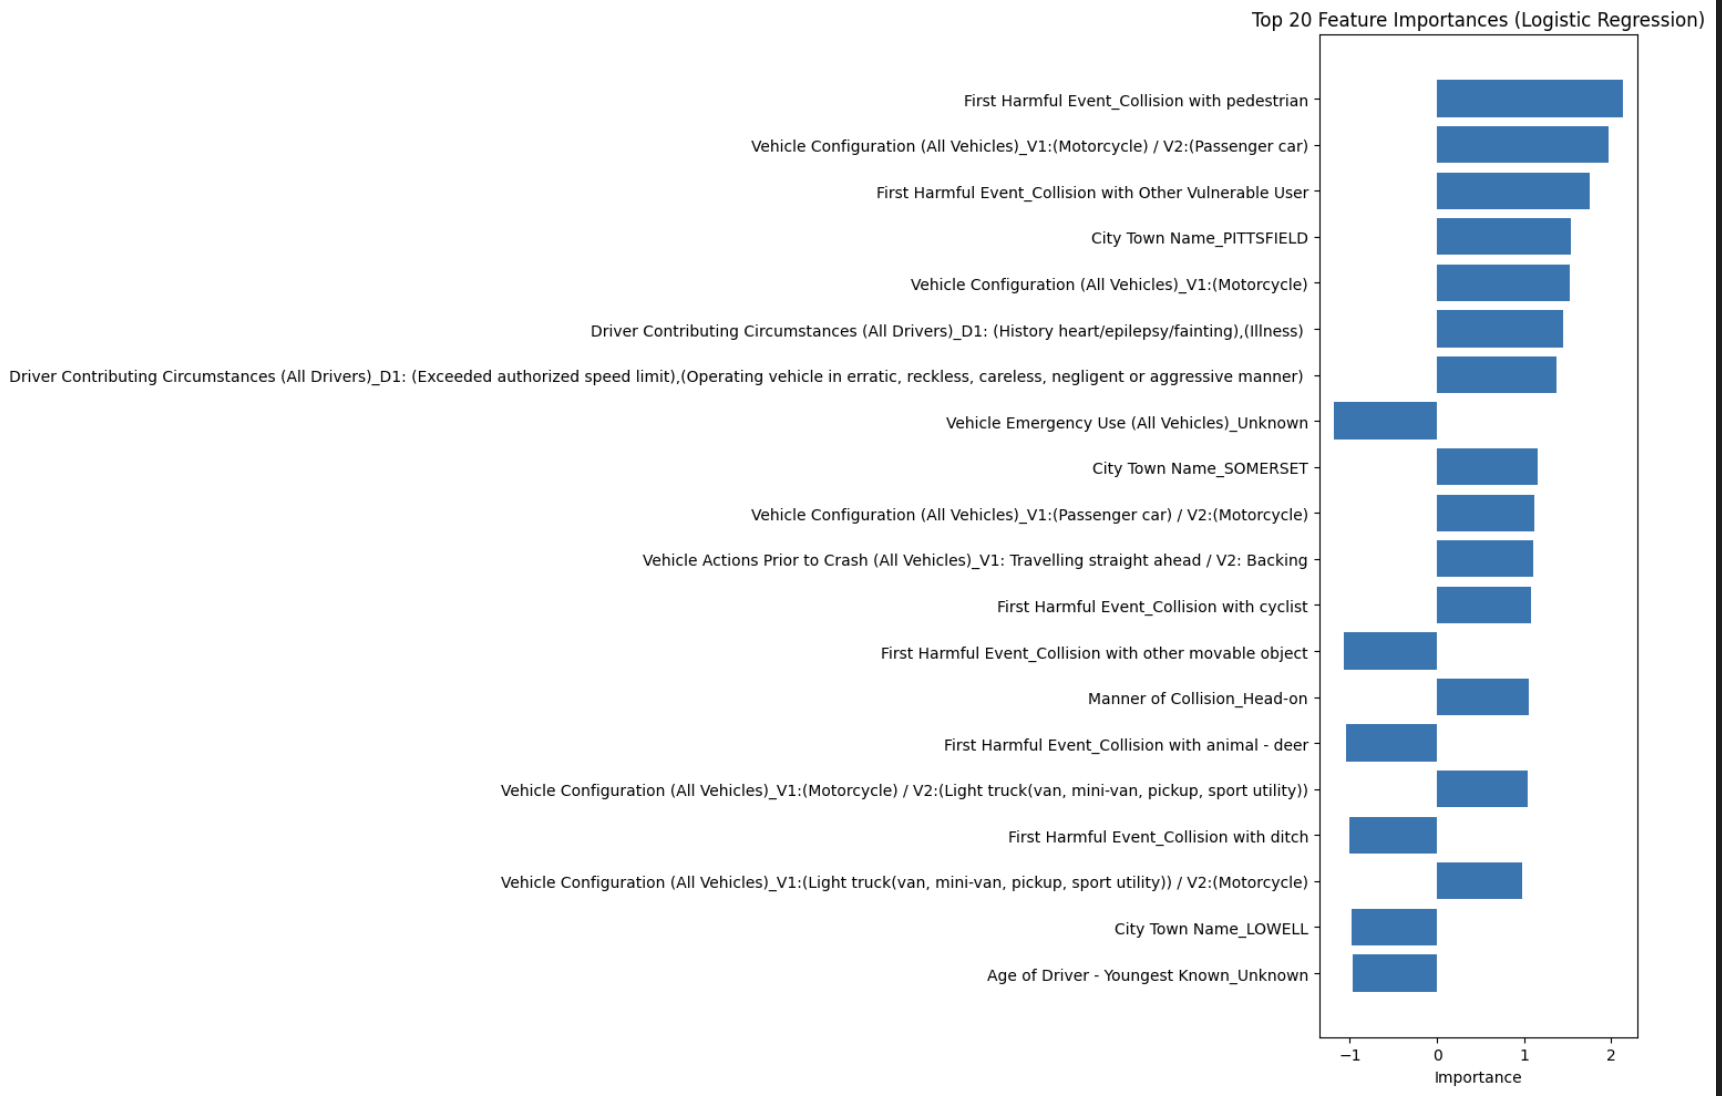 Top 20 Feature Importances (Logistic Regression)
First Harmful Event_Collision with pedestrian
Vehicle Configuration (All Vehicles)_V1:(Motorcycle) / V2:(Passenger car)
First Harmful Event_Collision with Other Vulnerable User
City Town Name_PITTSFIELD
Vehicle Configuration (All Vehicles)_V1:(Motorcycle)
Driver Contributing Circumstances (All Drivers)_D1: (History heart/epilepsy/fainting),(Illness)
Driver Contributing Circumstances (All Drivers)_D1: (Exceeded authorized speed limit),(Operating vehicle in erratic, reckless, careless, negligent or aggressive manner)
Vehicle Emergency Use (All Vehicles)_Unknown
City Town Name_SOMERSET
Vehicle Configuration (All Vehicles)_V1:(Passenger car) / V2:(Motorcycle)
Vehicle Actions Prior to Crash (All Vehicles)_V1: Travelling straight ahead / V2: Backing
First Harmful Event_Collision with cyclist
First Harmful Event_Collision with other movable object
Manner of Collision_Head-on
First Harmful Event_Collision with animal - deer
Vehicle Configuration (All Vehicles)_V1:(Motorcycle) / V2:(Light truck(van, mini-van, pickup, sport utility))
First Harmful Event_Collision with ditch
Vehicle Configuration (All Vehicles)_V1:(Light truck(van, mini-van, pickup, sport utility)) / V2:(Motorcycle)
City Town Name_LOWELL
Age of Driver - Youngest Known_Unknown
−1 0 1 2
Importance